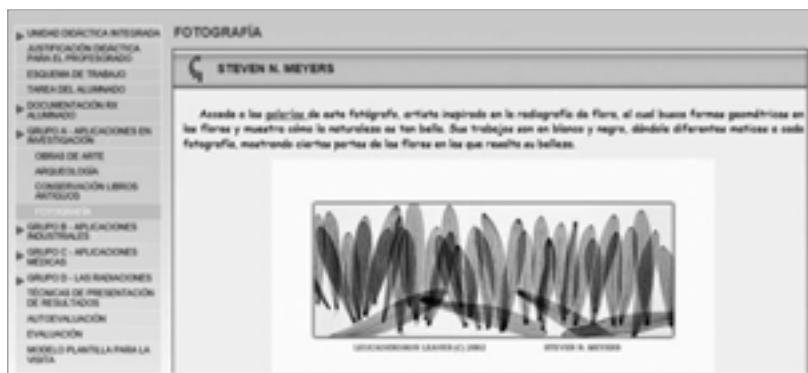 UNIDAD DIDÁCTICA INTEGRADA
JUSTIFICACIÓN DIDÁCTICA
PARA EL PROFESORADO
ESQUEMA DE TRABAJO
TAREA DEL ALUMNADO
DOCUMENTACIÓN RX
ALUMNADO
GRUPO A - APLICACIONES EN
INVESTIGACIÓN
OBRAS DE ARTE
ARQUEOLOGÍA
CONSERVACIÓN LIBROS
ANTIGUOS
FOTOGRAFÍA
GRUPO B - APLICACIONES
INDUSTRIALES
GRUPO C - APLICACIONES
MÉDICAS
GRUPO D - LAS RADIACIONES
TÉCNICAS DE PRESENTACIÓN
DE RESULTADOS
AUTOEVALUACIÓN
EVALUACIÓN
MODELO PLANTILLA PARA LA
VISITA
FOTOGRAFÍA
STEVEN N. MEYERS
Accede a las galerías de este fotógrafo, artista inspirado en la radiografía de flora, el cual busca formas geométricas en
las flores y muestra cómo la naturaleza es tan bella. Sus trabajos son en blanco y negro, dándole diferentes matices a cada
fotografía, mostrando ciertas partes de las flores en las que resalta su belleza.
LEUCADENDRON LEAVES (C) 2002
STEVEN N. MEYERS